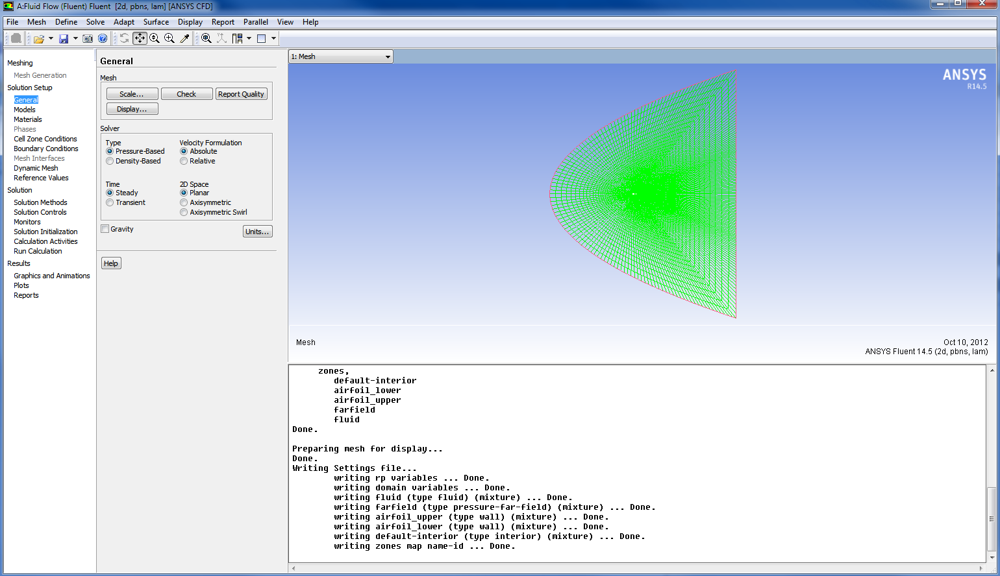 A:Fluid Flow (Fluent) Fluent [2d, pbns, lam] [ANSYS CFD]
File Mesh Define Solve Adapt Surface Display Report Parallel View Help
Meshing
Mesh Generation
Solution Setup
General
Models
Materials
Phases
Cell Zone Conditions
Boundary Conditions
Mesh Interfaces
Dynamic Mesh
Reference Values
Solution
Solution Methods
Solution Controls
Monitors
Solution Initialization
Calculation Activities
Run Calculation
Results
Graphics and Animations
Plots
Reports
General
Mesh
Scale... Check Report Quality
Display...
Solver
Type Velocity Formulation
Pressure-Based Absolute
Density-Based Relative
Time 2D Space
Steady Planar
Transient Axisymmetric
Axisymmetric Swirl
Gravity Units...
Help
1: Mesh
ANSYS
R14.5
Mesh
Oct 10, 2012
ANSYS Fluent 14.5 (2d, pbns, lam)
zones,
default-interior
airfoil_lower
airfoil_upper
farfield
fluid
Done.
Preparing mesh for display...
Done.
Writing Settings file...
writing rp variables ... Done.
writing domain variables ... Done.
writing fluid (type fluid) (mixture) ... Done.
writing farfield (type pressure-far-field) (mixture) ... Done.
writing airfoil_upper (type wall) (mixture) ... Done.
writing airfoil_lower (type wall) (mixture) ... Done.
writing default-interior (type interior) (mixture) ... Done.
writing zones map name-id ... Done.